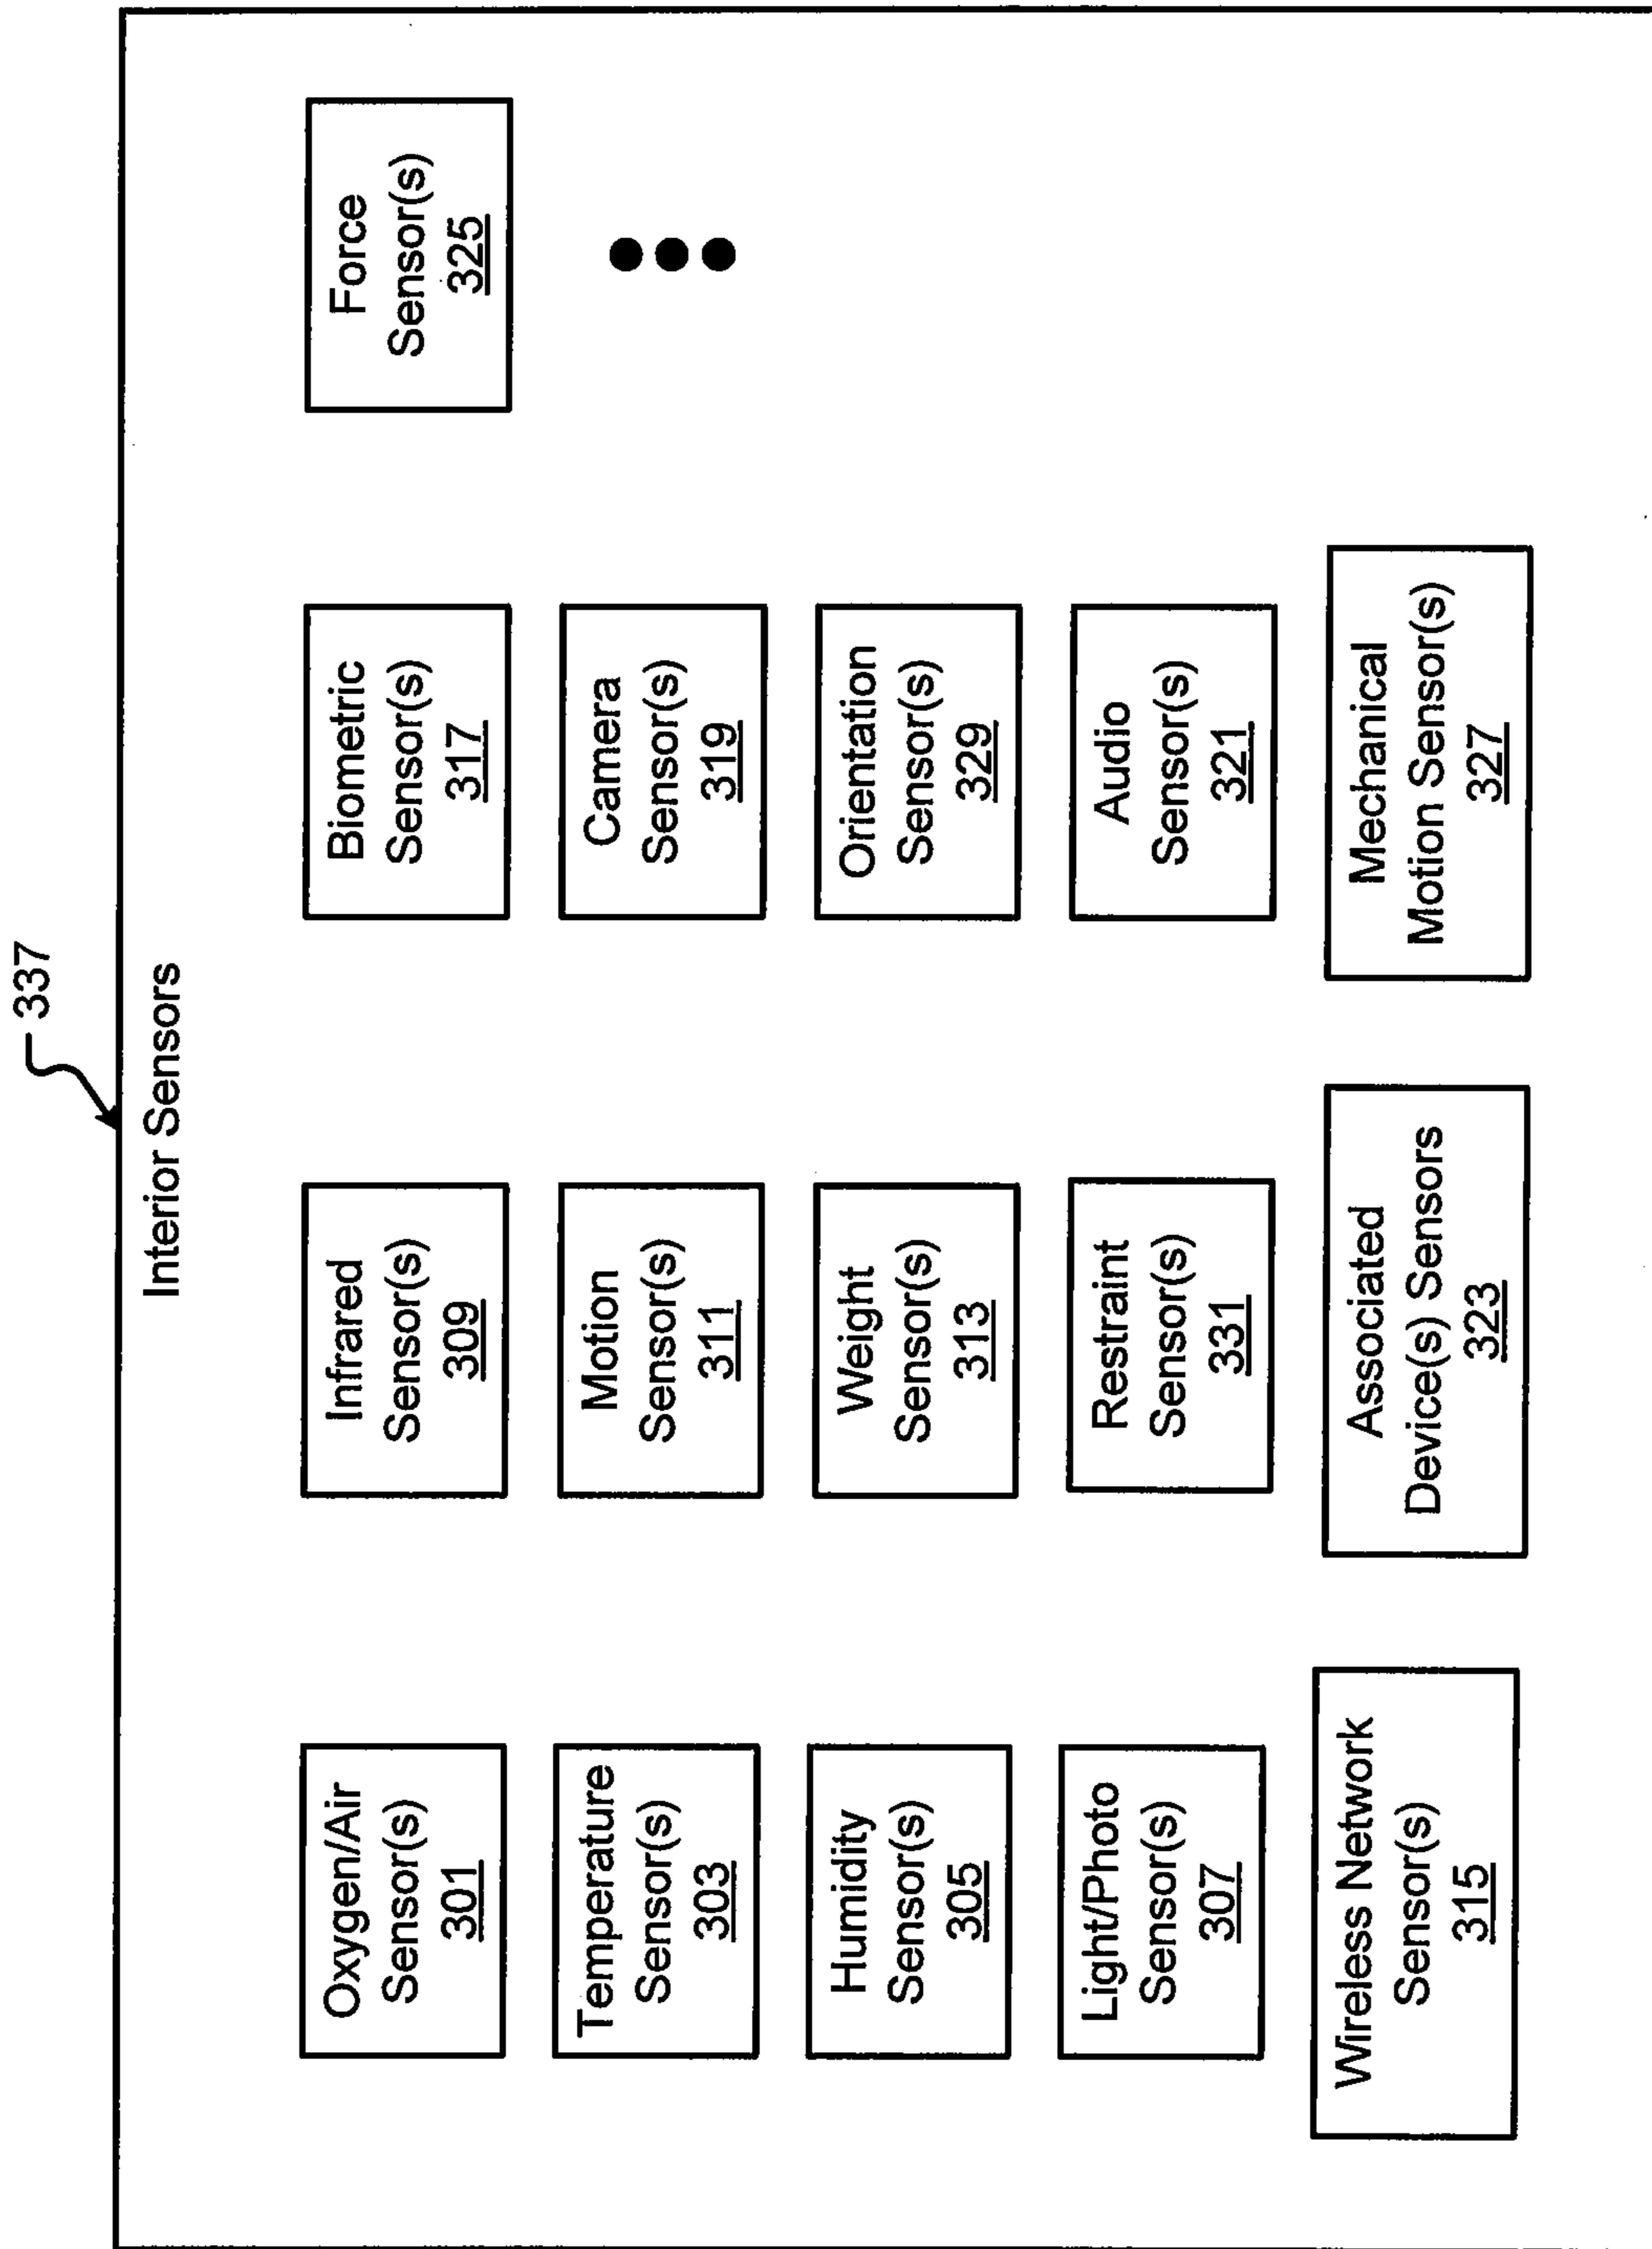 337
Interior Sensors
Oxygen/Air
Sensor(s)
301
Infrared
Sensor(s)
309
Biometric
Sensor(s)
317
Force
Sensor(s)
325
Temperature
Sensor(s)
303
Motion
Sensor(s)
311
Camera
Sensor(s)
319
Humidity
Sensor(s)
305
Weight
Sensor(s)
313
Orientation
Sensor(s)
329
Light/Photo
Sensor(s)
307
Restraint
Sensor(s)
331
Audio
Sensor(s)
321
Wireless Network
Sensor(s)
315
Associated
Device(s) Sensors
323
Mechanical
Motion Sensor(s)
327